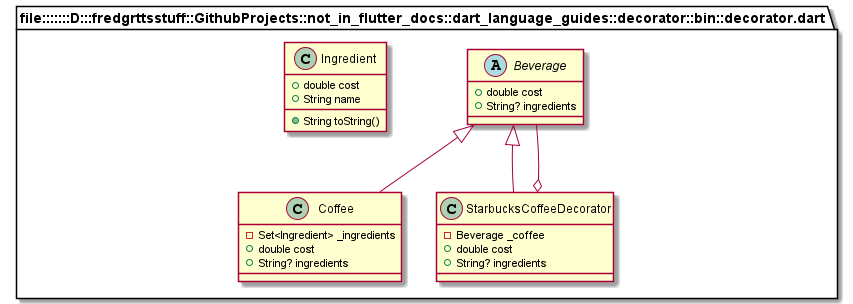 file:::::::D:::fredgrttsstuff::GithubProjects::not_in_flutter_docs::dart_language_guides::decorator::bin::decorator.dart
C Ingredient
double cost
String name
String toString()
A Beverage
double cost
String? ingredients
C Coffee
Set<Ingredient> _ingredients
double cost
String? ingredients
C StarbucksCoffeeDecorator
Beverage _coffee
double cost
String? ingredients